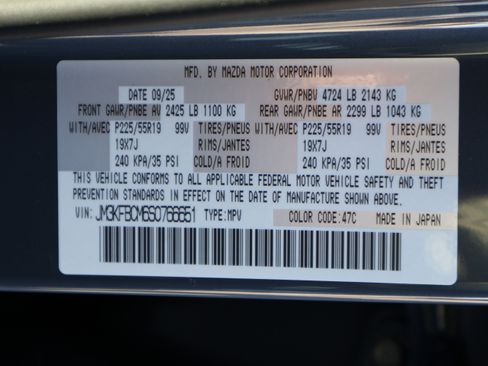 MFD. BY MAZDA MOTOR CORPORATION
DATE 09/25 GVWR/PNBV 4724 LB 2143 KG
FRONT GAWR/PNBE AV 2425 LB 1100 KG REAR GAWR/PNBE AR 2299 LB 1043 KG
WITH/AVEC P225/55R19 99V TIRES/PNEUS WITH/AVEC P225/55R19 99V TIRES/PNEUS
19X7J RIMS/JANTES 19X7J RIMS/JANTES
240 KPA/35 PSI COLD/A FROID 240 KPA/35 PSI COLD/A FROID
THIS VEHICLE CONFORMS TO ALL APPLICABLE FEDERAL MOTOR VEHICLE SAFETY AND THEFT
PREVENTION STANDARDS IN EFFECT ON THE DATE OF MANUFACTURE SHOWN ABOVE.
VIN: JM3KFBCM6S0766651 TYPE:MPV COLOR CODE:47C MADE IN JAPAN